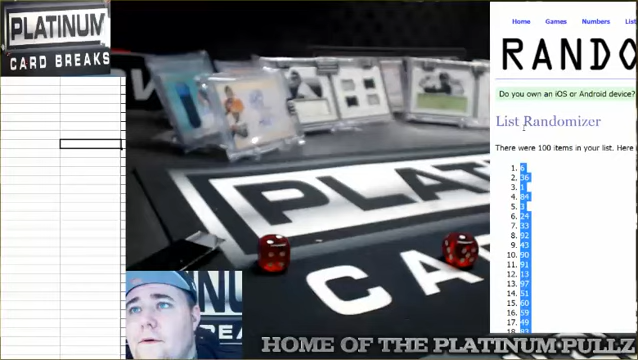 PLATINUM
CARD BREAKS
Home Games Numbers
RANDO
Do you own an iOS or Android device?
List Randomizer
There were 100 items in your list. Here
1. 6
2. 36
3. 1
4. 84
5. 3
6. 24
7. 33
8. 92
9. 43
10. 90
11. 91
12. 13
13. 97
14. 51
15. 60
16. 59
17. 49
PLAT
CA
HOME OF THE PLATINUM PULLZ